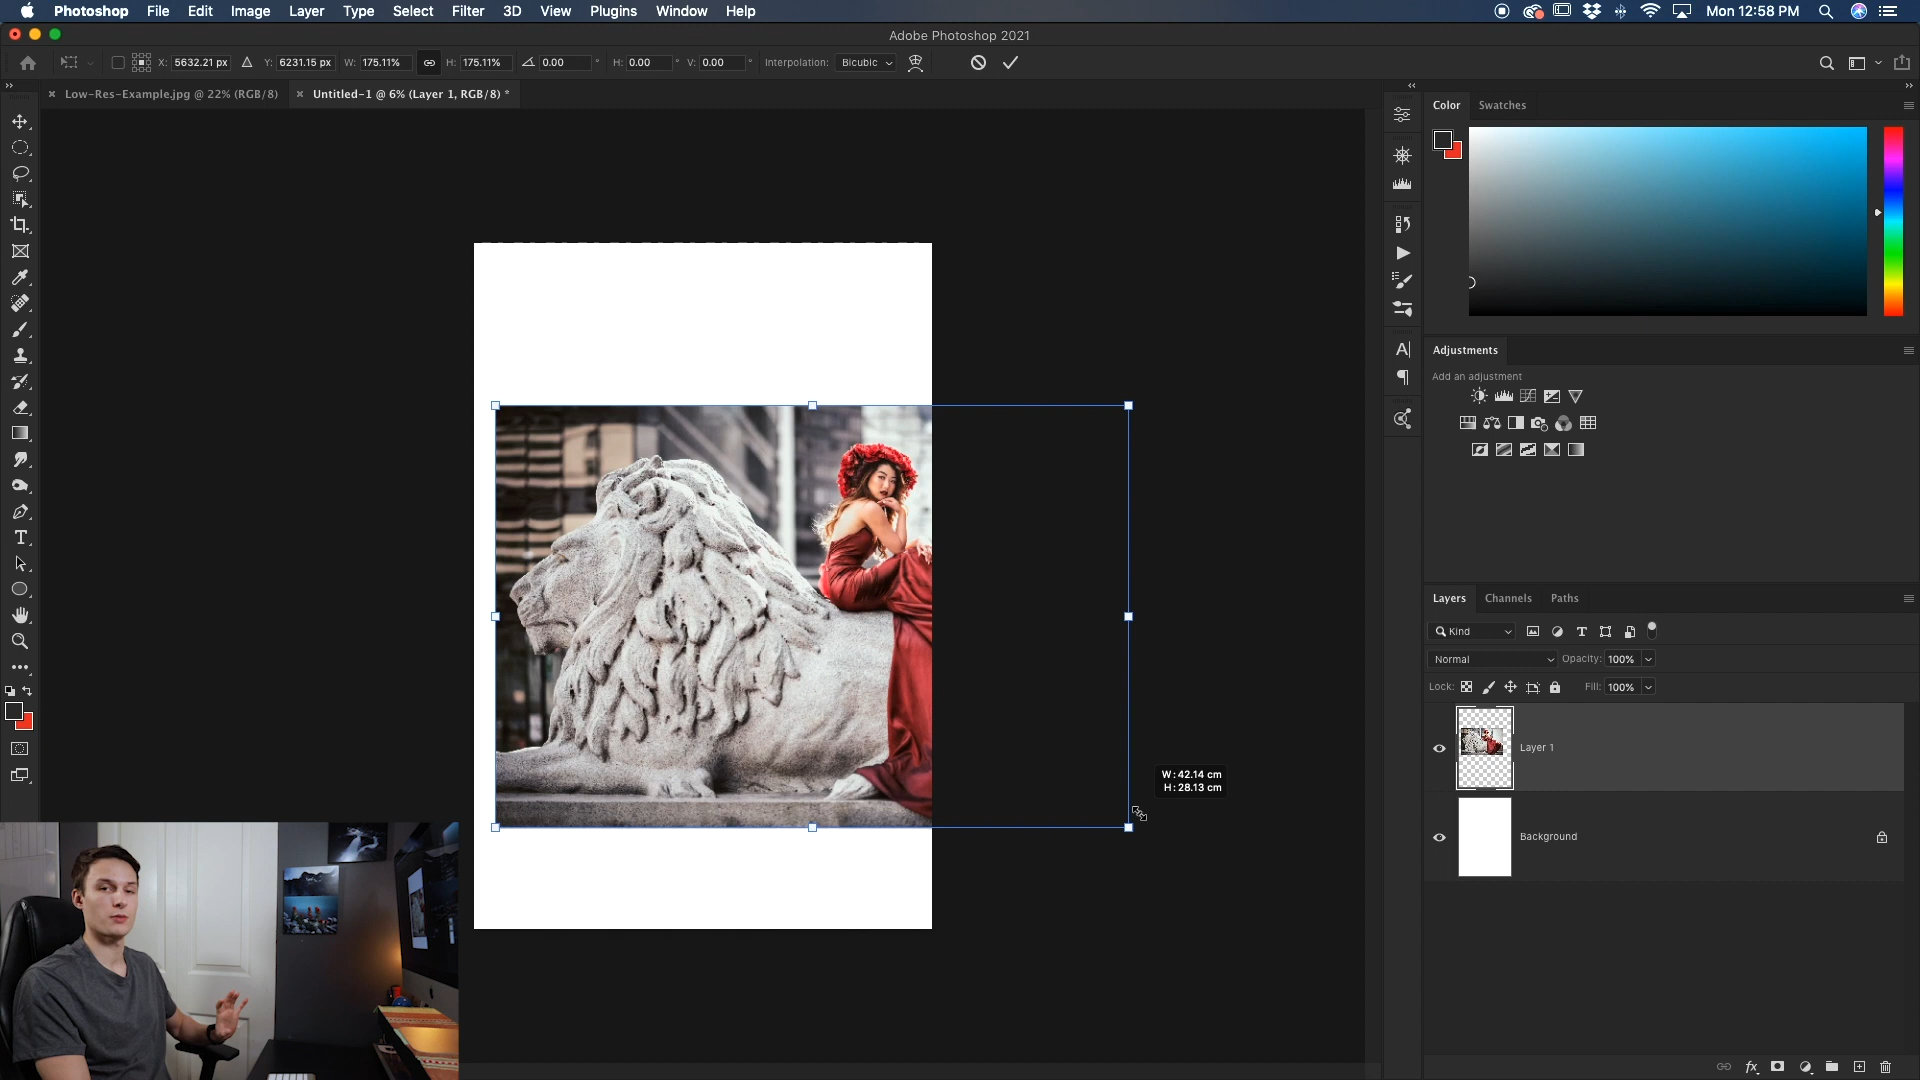 Photoshop File Edit Image Layer Type Select Filter 3D View Plugins Window Help Mon 12:58 PM
Adobe Photoshop 2021
X: 5632.21 px Y: 6231.15 px W: 175.11% H: 175.11% 0.00 ° H: 0.00 ° V: 0.00 ° Interpolation: Bicubic
Low-Res-Example.jpg @ 22% (RGB/8) Untitled-1 @ 6% (Layer 1, RGB/8) *
Color Swatches
Adjustments
Add an adjustment
Layers Channels Paths
Kind
Normal Opacity: 100%
Lock: Fill: 100%
Layer 1
W: 42.14 cm
H: 28.13 cm
Background